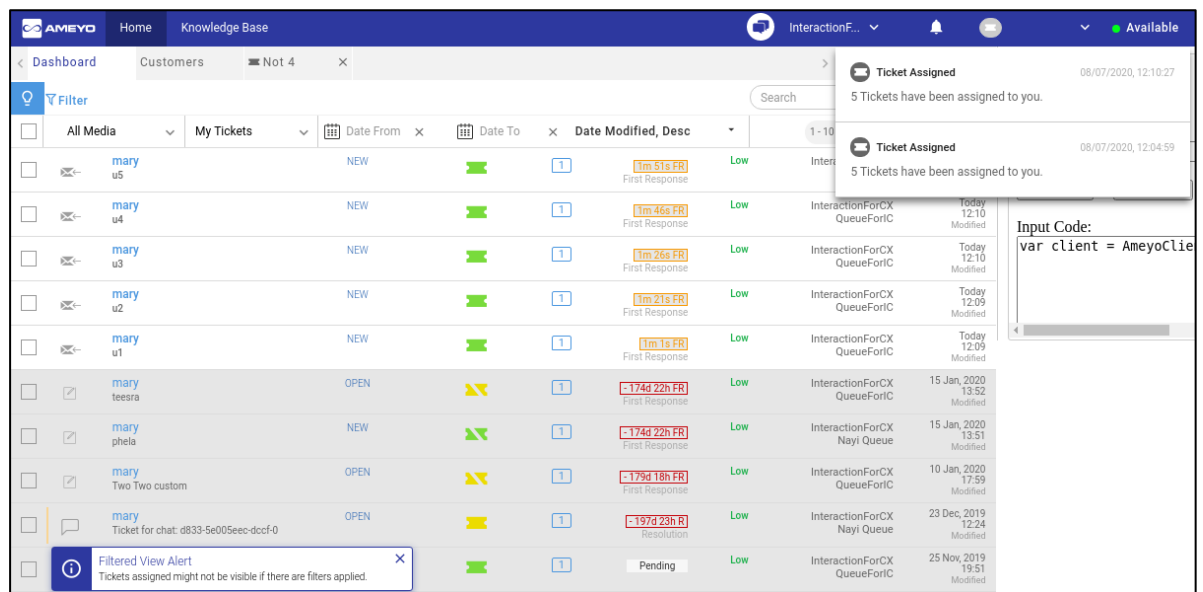 AMEYO Home Knowledge Base InteractionF... Available
Dashboard Customers Not 4
Filter Search
All Media My Tickets Date From Date To Date Modified, Desc 1 - 10
Ticket Assigned 08/07/2020, 12:10:27
5 Tickets have been assigned to you.
Ticket Assigned 08/07/2020, 12:04:59
5 Tickets have been assigned to you.
mary NEW 1 1m 51s FR Low
u5 First Response
mary NEW 1 1m 46s FR Low InteractionForCX Today
u4 First Response QueueForIC 12:10
Modified
mary NEW 1 1m 26s FR Low InteractionForCX Today
u3 First Response QueueForIC 12:10
Modified
mary NEW 1 1m 21s FR Low InteractionForCX Today
u2 First Response QueueForIC 12:09
Modified
mary NEW 1 1m 1s FR Low InteractionForCX Today
u1 First Response QueueForIC 12:09
Modified
mary OPEN 1 - 174d 22h FR Low InteractionForCX 15 Jan, 2020
teesra First Response QueueForIC 13:52
Modified
mary NEW 1 - 174d 22h FR Low InteractionForCX 15 Jan, 2020
phela First Response Nayi Queue 13:51
Modified
mary OPEN 1 - 179d 18h FR Low InteractionForCX 10 Jan, 2020
Two Two custom First Response QueueForIC 17:59
Modified
mary OPEN 1 - 197d 23h R Low InteractionForCX 23 Dec, 2019
Ticket for chat: d833-5e005eec-dccf-0 Resolution Nayi Queue 12:24
Modified
1 Pending Low InteractionForCX 25 Nov, 2019
QueueForIC 19:51
Modified
Filtered View Alert
Tickets assigned might not be visible if there are filters applied.
Input Code:
var client = AmeyoClie